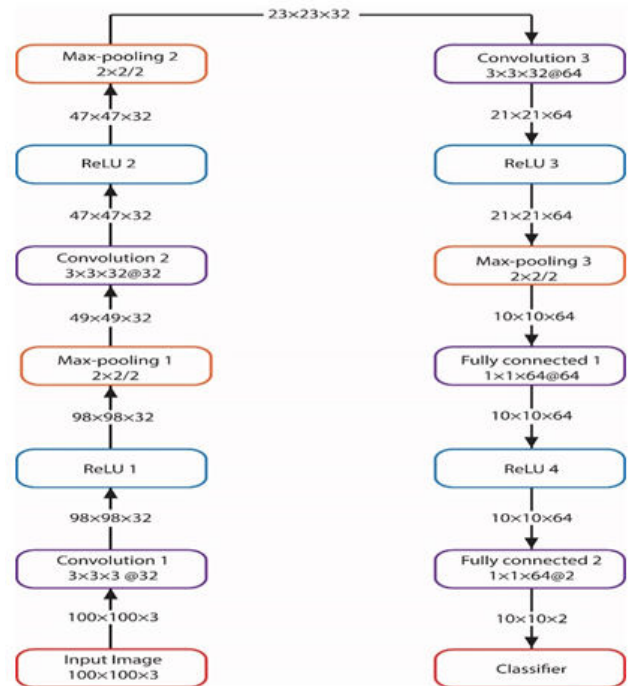 23×23×32
Max-pooling 2
2×2/2
47×47×32
ReLU 2
47×47×32
Convolution 2
3×3×32@32
49×49×32
Max-pooling 1
2×2/2
98×98×32
ReLU 1
98×98×32
Convolution 1
3×3×3 @32
100×100×3
Input Image
100×100×3
Convolution 3
3×3×32@64
21×21×64
ReLU 3
21×21×64
Max-pooling 3
2×2/2
10×10×64
Fully connected 1
1×1×64@64
10×10×64
ReLU 4
10×10×64
Fully connected 2
1×1×64@2
10×10×2
Classifier